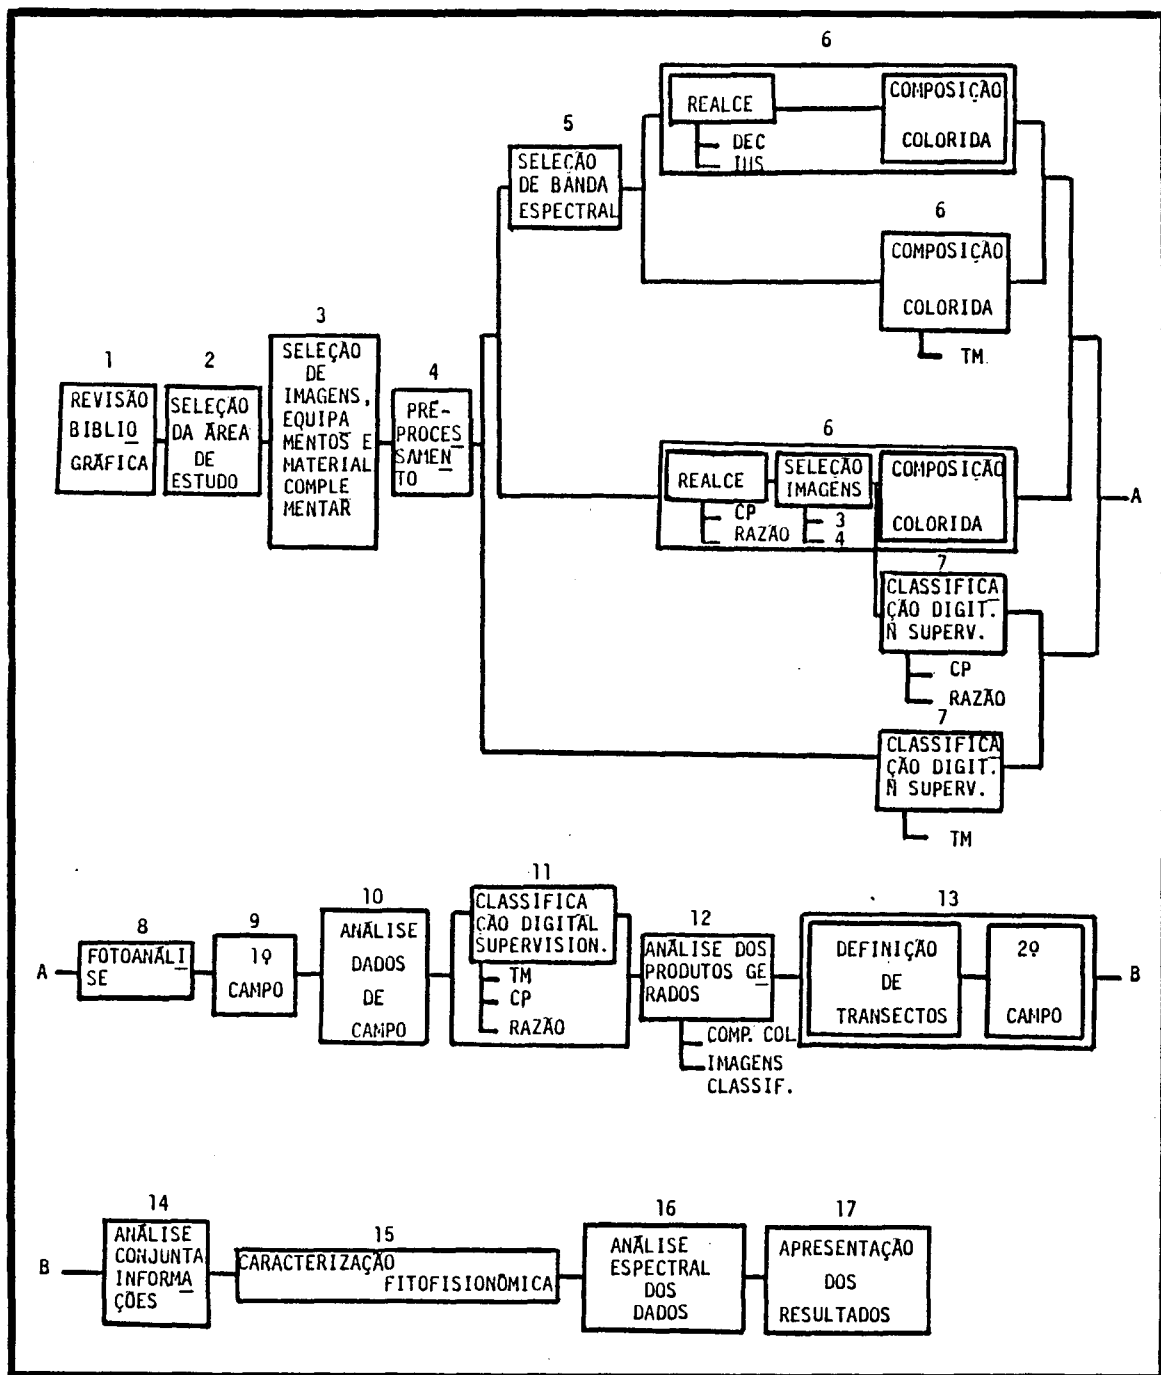 6
REALCE
DEC
IHS
COMPOSIÇÃO
COLORIDA
5
SELEÇÃO
DE BANDA
ESPECTRAL
6
COMPOSIÇÃO
COLORIDA
TM
1
REVISÃO
BIBLIO
GRÁFICA
2
SELEÇÃO
DA ÁREA
DE
ESTUDO
3
SELEÇÃO
DE
IMAGENS,
EQUIPA
MENTOS E
MATERIAL
COMPLE
MENTAR
4
PRÉ-
PROCES
SAMEN
TO
6
REALCE
CP
RAZÃO
SELEÇÃO
IMAGENS
3
4
COMPOSIÇÃO
COLORIDA
A
7
CLASSIFICA
ÇÃO DIGIT.
Ñ SUPERV.
CP
RAZÃO
7
CLASSIFICA
ÇÃO DIGIT.
Ñ SUPERV.
TM
A
8
FOTOANÁLI
SE
9
1º
CAMPO
10
ANÁLISE
DADOS
DE
CAMPO
11
CLASSIFICA
ÇÃO DIGITAL
SUPERVISION.
TM
CP
RAZÃO
12
ANÁLISE DOS
PRODUTOS GE
RADOS
COMP. COL
IMAGENS
CLASSIF.
13
DEFINIÇÃO
DE
TRANSECTOS
2º
CAMPO
B
B
14
ANÁLISE
CONJUNTA
INFORMA
ÇÕES
15
CARACTERIZAÇÃO
FITOFISIONÔMICA
16
ANÁLISE
ESPECTRAL
DOS
DADOS
17
APRESENTAÇÃO
DOS
RESULTADOS